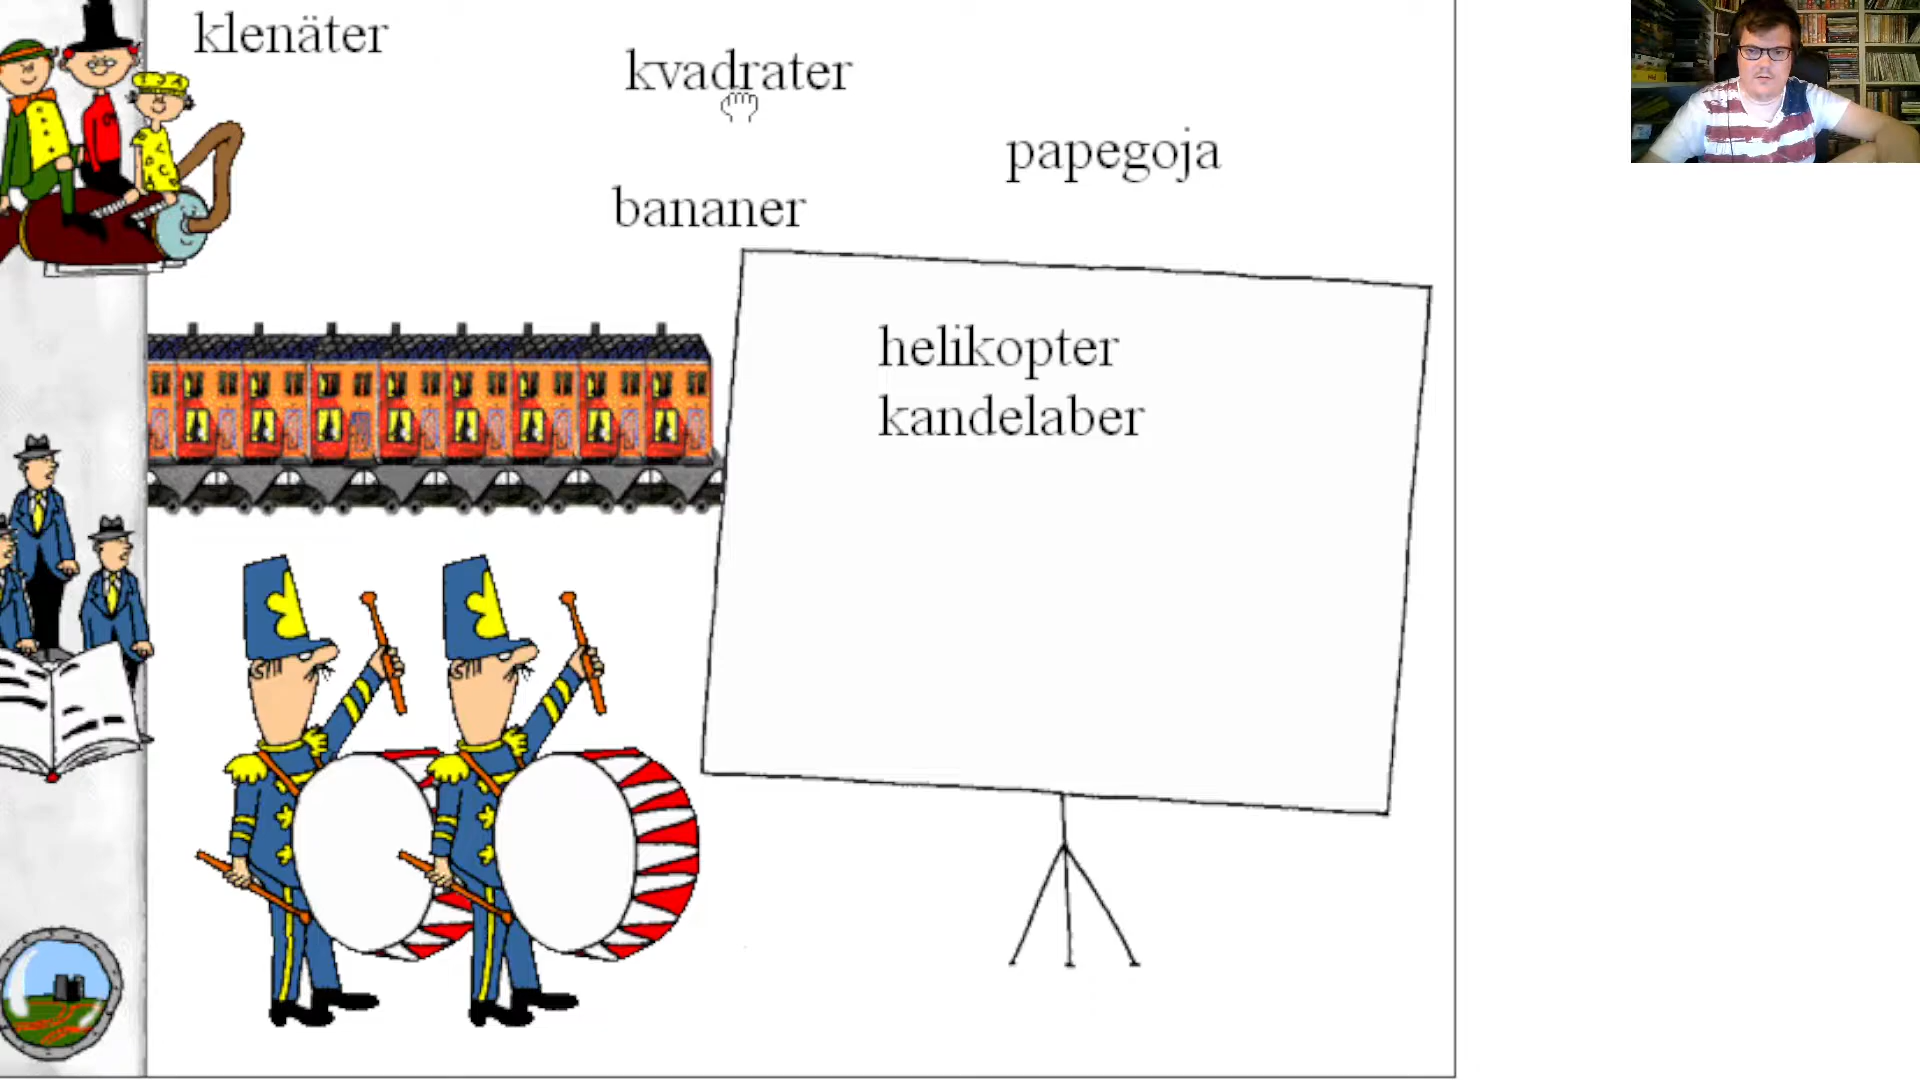 klenäter
kvadrater
papegoja
bananer
helikopter
kandelaber